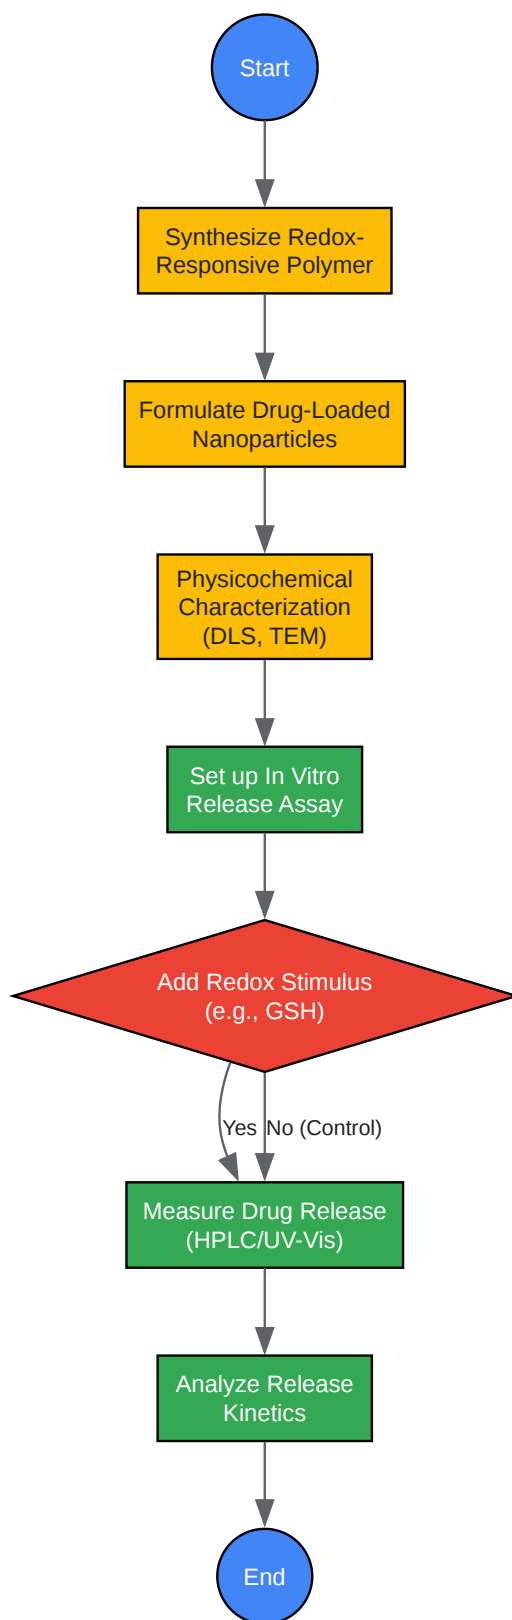 Start
Synthesize Redox-
Responsive Polymer
Formulate Drug-Loaded
Nanoparticles
Physicochemical
Characterization
(DLS, TEM)
Set up In Vitro
Release Assay
Add Redox Stimulus
(e.g., GSH)
Yes
No (Control)
Measure Drug Release
(HPLC/UV-Vis)
Analyze Release
Kinetics
End